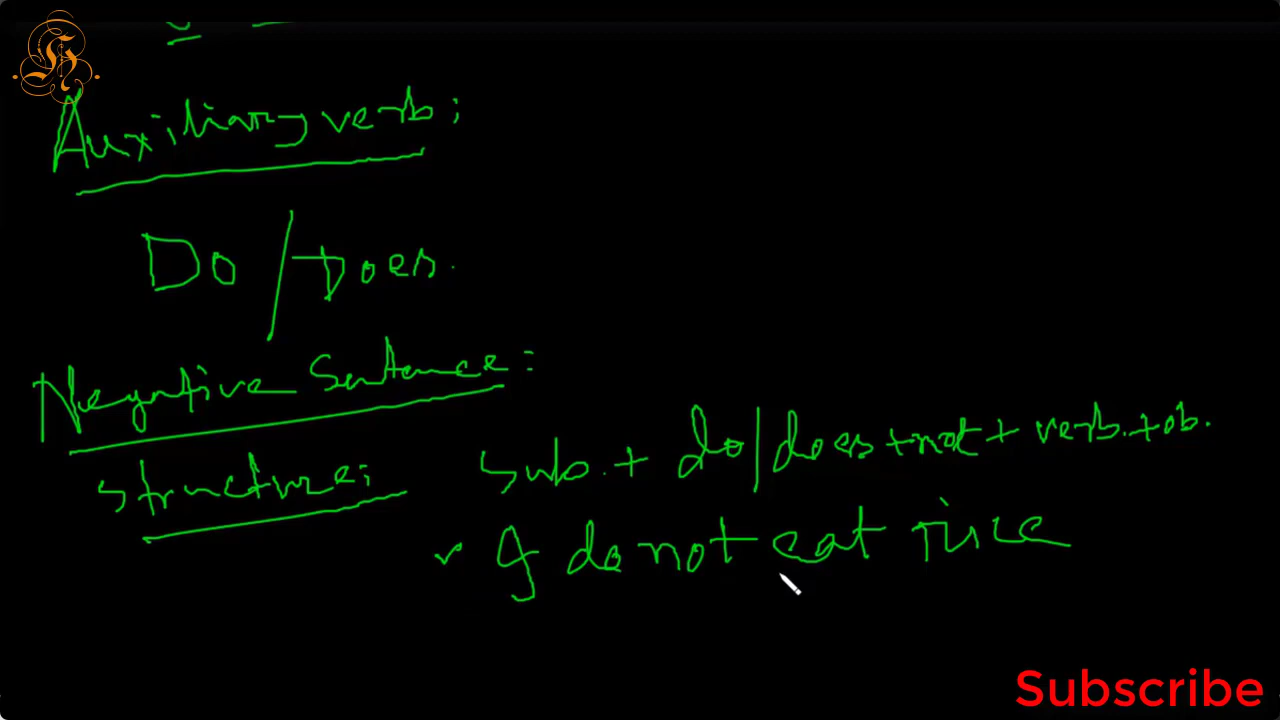 Auxiliary verb:
Do/Does.
Negative Sentence:
Structure: Sub. + do/does+not + verb.+ob.
I do not eat rice
Subscribe